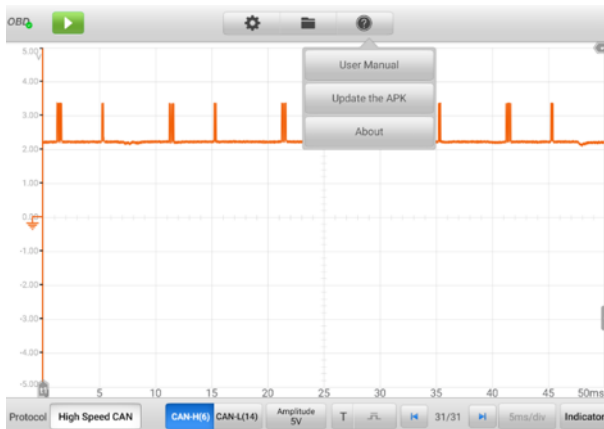 OBD
User Manual
Update the APK
About
5.00
V
4.00
3.00
2.00
1.00
0.00
-1.00
-2.00
-3.00
-4.00
-5.00
5 10 15 20 25 30 35 40 45 50ms
Protocol High Speed CAN CAN-H(6) CAN-L(14) Amplitude 5V T 31/31 5ms/div Indicator